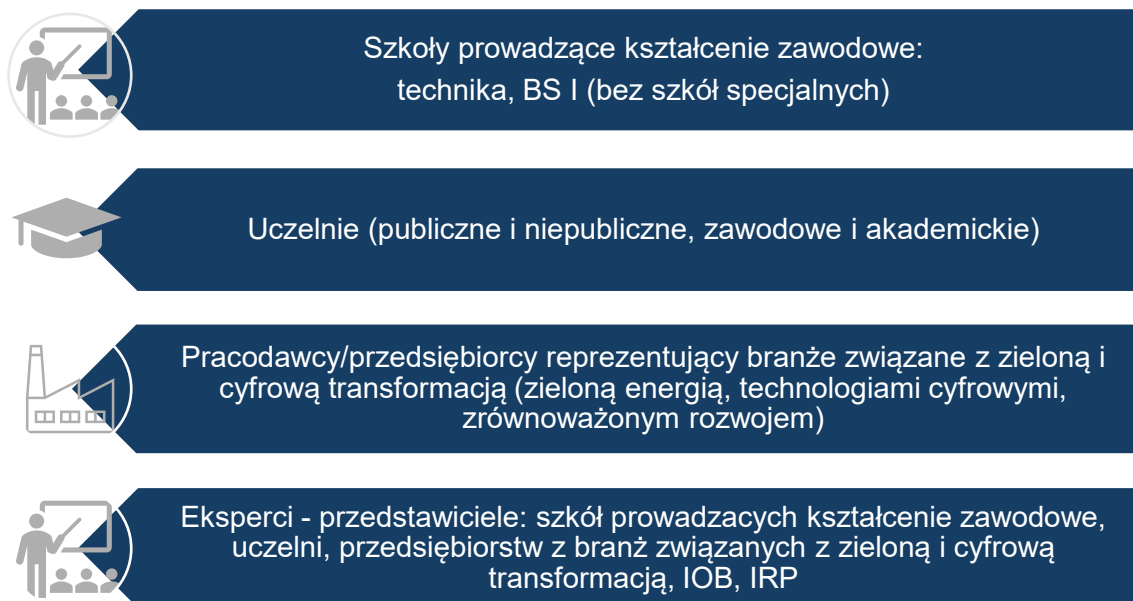 Szkoły prowadzące kształcenie zawodowe:
technika, BS I (bez szkół specjalnych)
Uczelnie (publiczne i niepubliczne, zawodowe i akademickie)
Pracodawcy/przedsiębiorcy reprezentujący branże związane z zieloną i
cyfrową transformacją (zieloną energią, technologiami cyfrowymi,
zrównoważonym rozwojem)
Eksperci - przedstawiciele: szkół prowadzacych kształcenie zawodowe,
uczelni, przedsiębiorstw z branż związanych z zieloną i cyfrową
transformacją, IOB, IRP